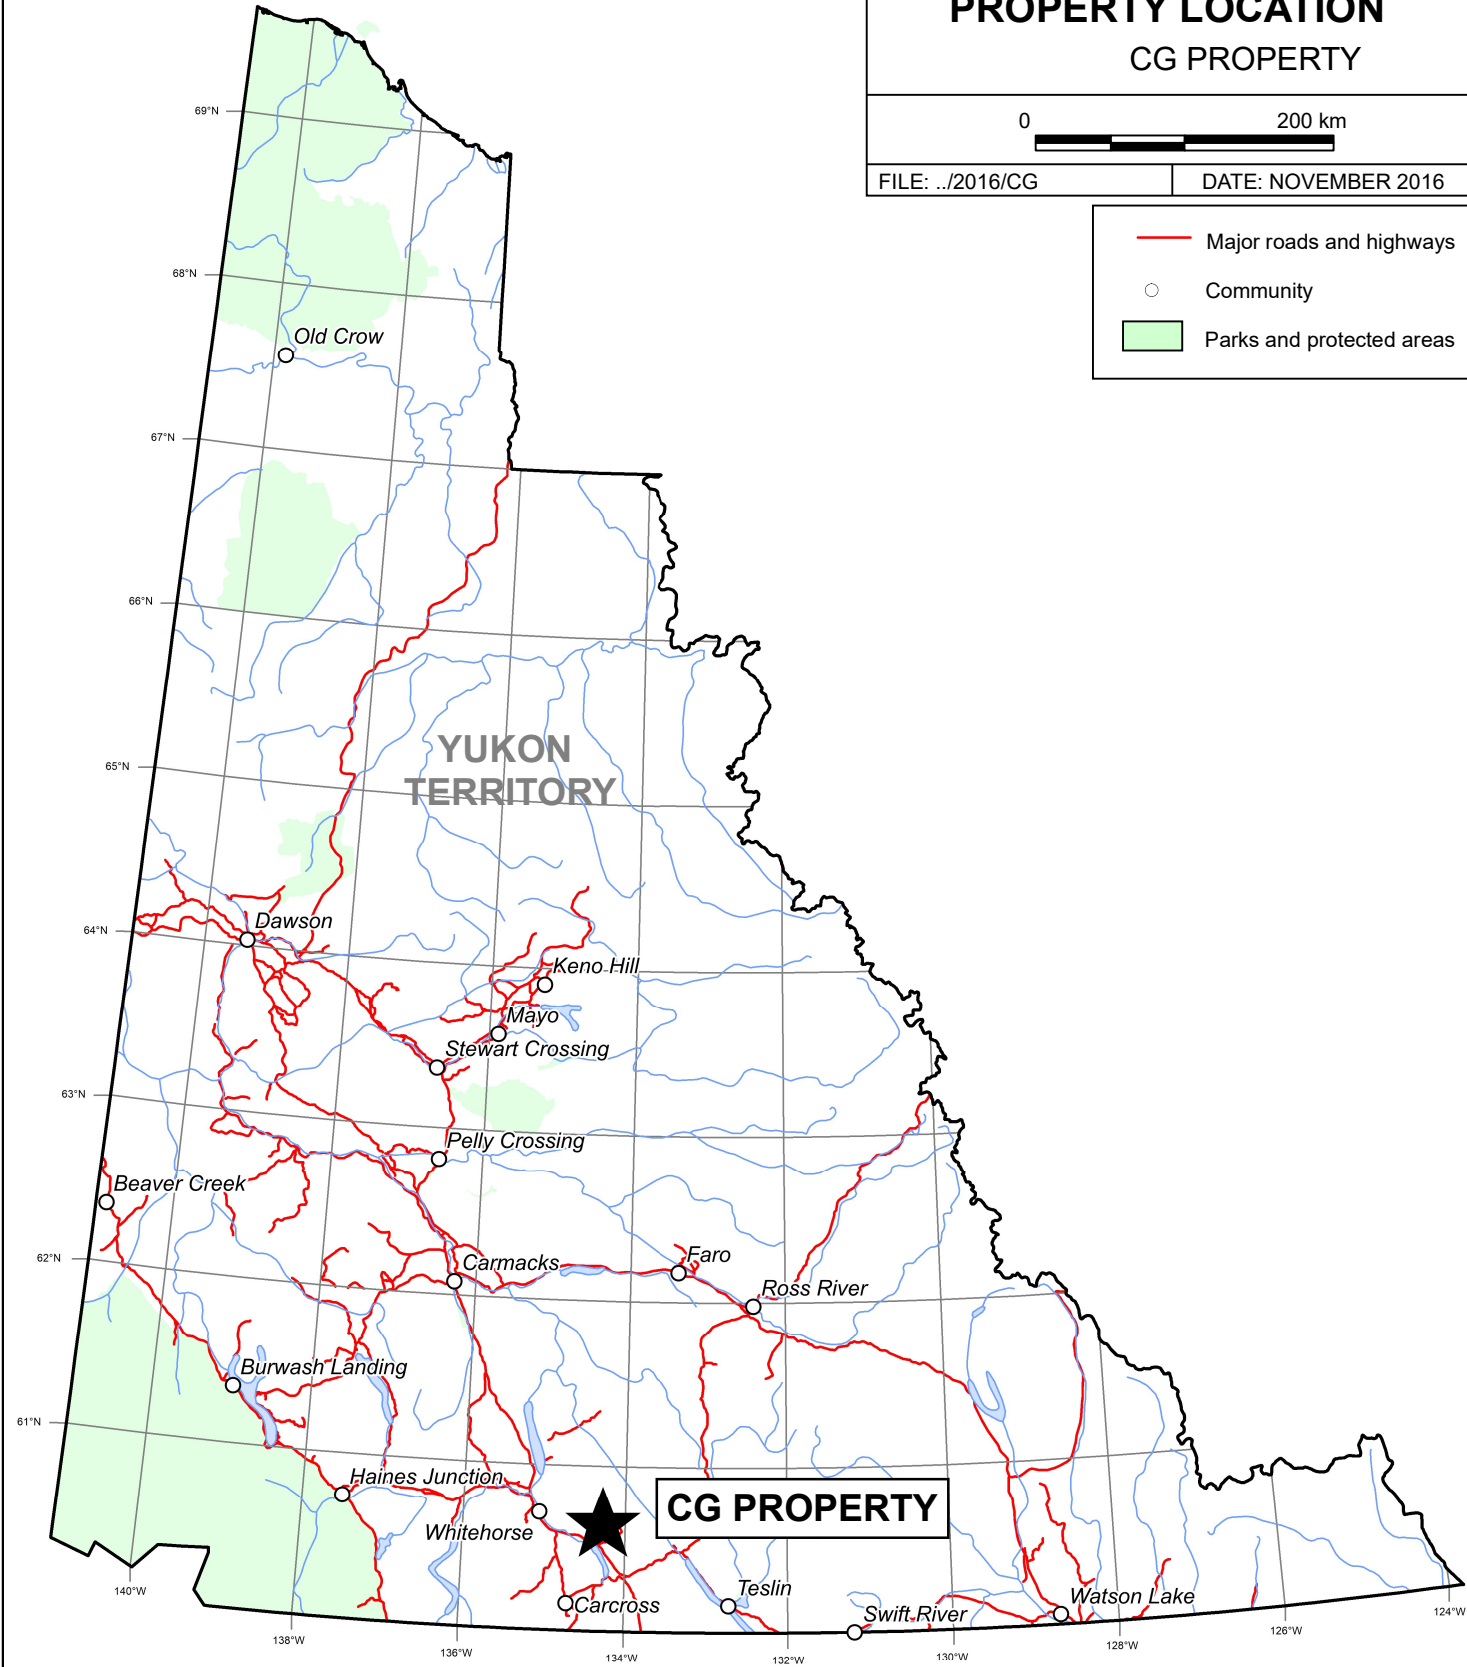 PROPERTY LOCATION
CG PROPERTY
0 200 km
FILE: ../2016/CG DATE: NOVEMBER 2016
Major roads and highways
Community
Parks and protected areas
69°N
68°N
Old Crow
67°N
66°N
YUKON
TERRITORY
65°N
Dawson
64°N
Keno Hill
Mayo
Stewart Crossing
63°N
Pelly Crossing
Beaver Creek
62°N
Carmacks
Faro
Ross River
Burwash Landing
61°N
Haines Junction
CG PROPERTY
Whitehorse
Carcross
Teslin
Swift River
Watson Lake
140°W
138°W
136°W
134°W
132°W
130°W
128°W
126°W
124°W